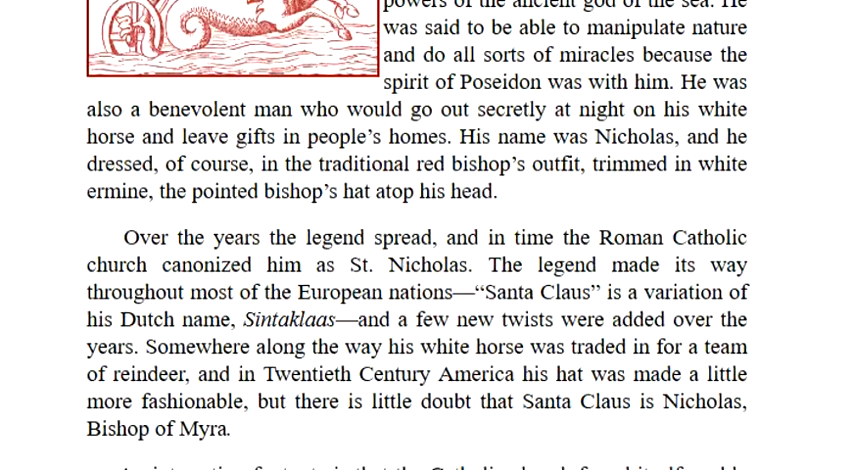 powers of the ancient god of the sea. He
was said to be able to manipulate nature
and do all sorts of miracles because the
spirit of Poseidon was with him. He was
also a benevolent man who would go out secretly at night on his white
horse and leave gifts in people’s homes. His name was Nicholas, and he
dressed, of course, in the traditional red bishop’s outfit, trimmed in white
ermine, the pointed bishop’s hat atop his head.
Over the years the legend spread, and in time the Roman Catholic
church canonized him as St. Nicholas. The legend made its way
throughout most of the European nations—“Santa Claus” is a variation of
his Dutch name, Sintaklaas—and a few new twists were added over the
years. Somewhere along the way his white horse was traded in for a team
of reindeer, and in Twentieth Century America his hat was made a little
more fashionable, but there is little doubt that Santa Claus is Nicholas,
Bishop of Myra.